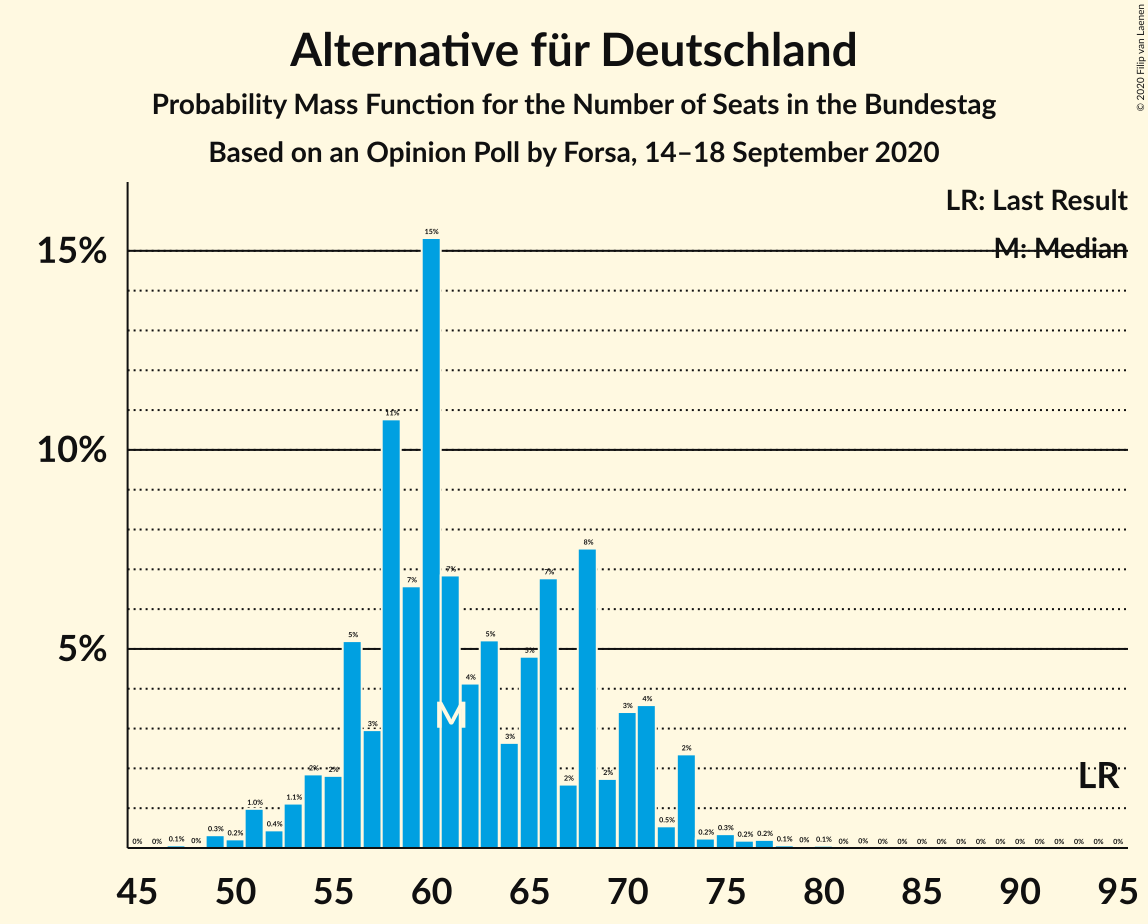 © 2020 Filip van Laenen
Alternative für Deutschland
Probability Mass Function for the Number of Seats in the Bundestag
Based on an Opinion Poll by Forsa, 14–18 September 2020
LR: Last Result
M: Median
15%
10%
5%
0% 0% 0.1% 0% 0.3% 0.2% 1.0% 0.4% 1.1% 2% 2% 5% 3% 11% 7% 15% 7% 4% 5% 3% 5% 7% 2% 8% 2% 3% 4% 0.5% 2% 0.2% 0.3% 0.2% 0.2% 0.1% 0% 0.1% 0% 0% 0% 0% 0% 0% 0% 0% 0% 0% 0% 0% 0% 0% 0%
M
LR
45 50 55 60 65 70 75 80 85 90 95